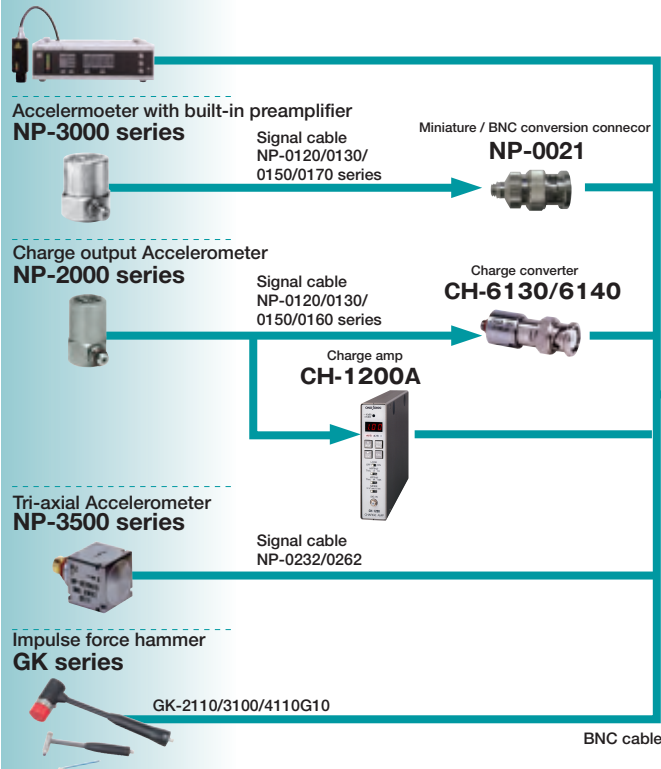 Accelermoeter with built-in preamplifier
NP-3000 series
Signal cable
NP-0120/0130/
0150/0170 series
Miniature / BNC conversion connecor
NP-0021
Charge output Accelerometer
NP-2000 series
Signal cable
NP-0120/0130/
0150/0160 series
Charge converter
CH-6130/6140
Charge amp
CH-1200A
Tri-axial Accelerometer
NP-3500 series
Signal cable
NP-0232/0262
Impulse force hammer
GK series
GK-2110/3100/4110G10
BNC cable